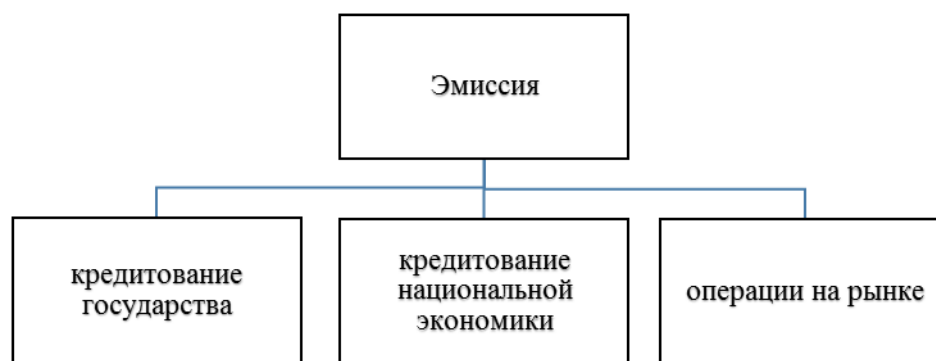 Эмиссия
кредитование
государства
кредитование
национальной
экономики
операции на рынке